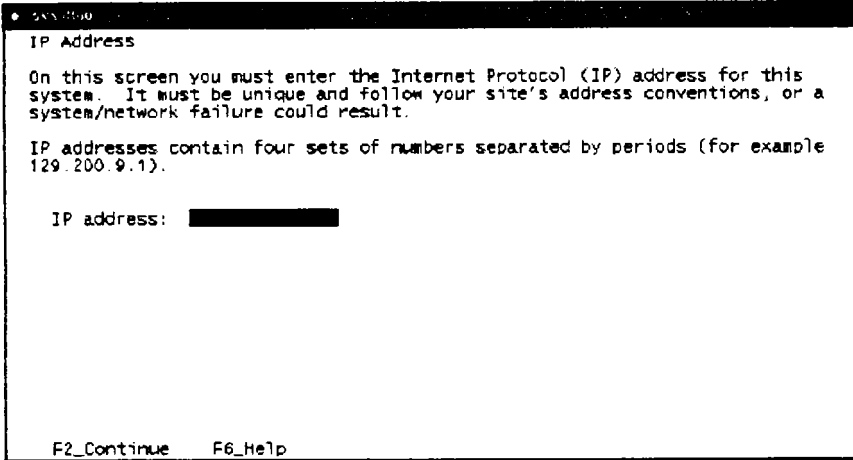 IP Address
On this screen you must enter the Internet Protocol (IP) address for this
system. It must be unique and follow your site's address conventions, or a
system/network failure could result.
IP addresses contain four sets of numbers separated by periods (for example
129.200.9.1).
IP address:
F2_Continue F6_Help